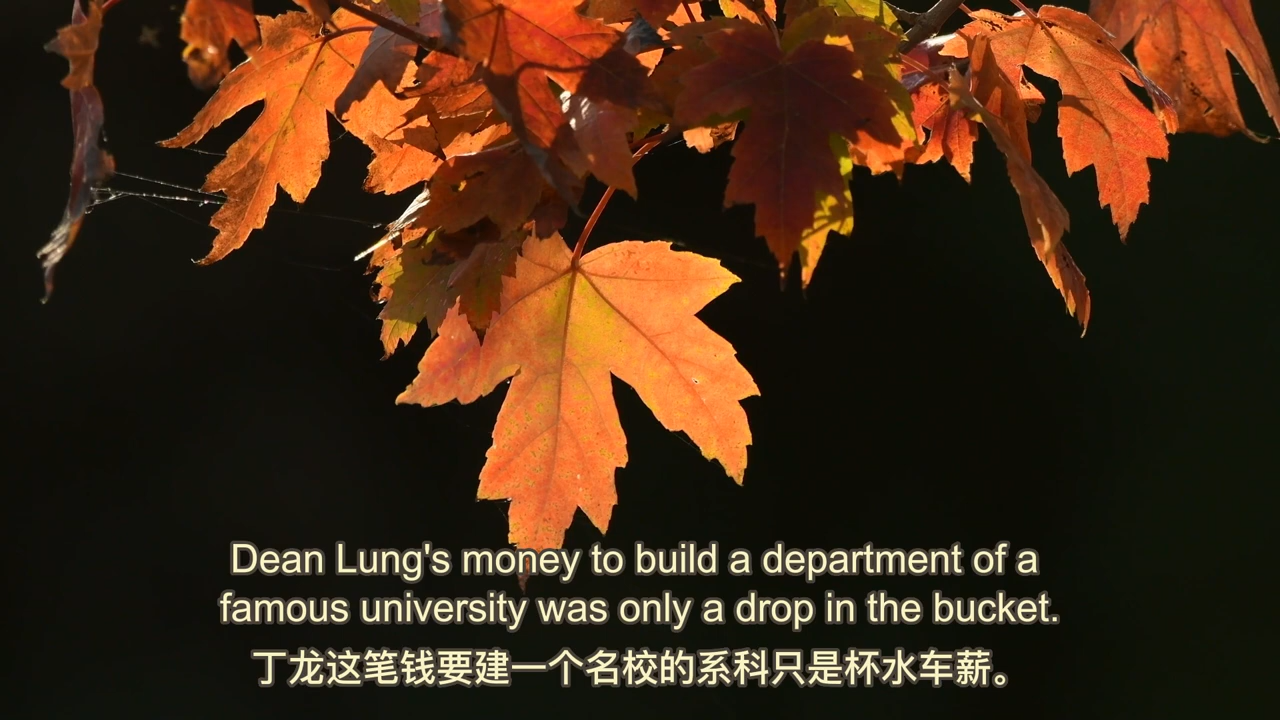 Dean Lung's money to build a department of a
famous university was only a drop in the bucket.
丁龙这笔钱要建一个名校的系科只是杯水车薪。